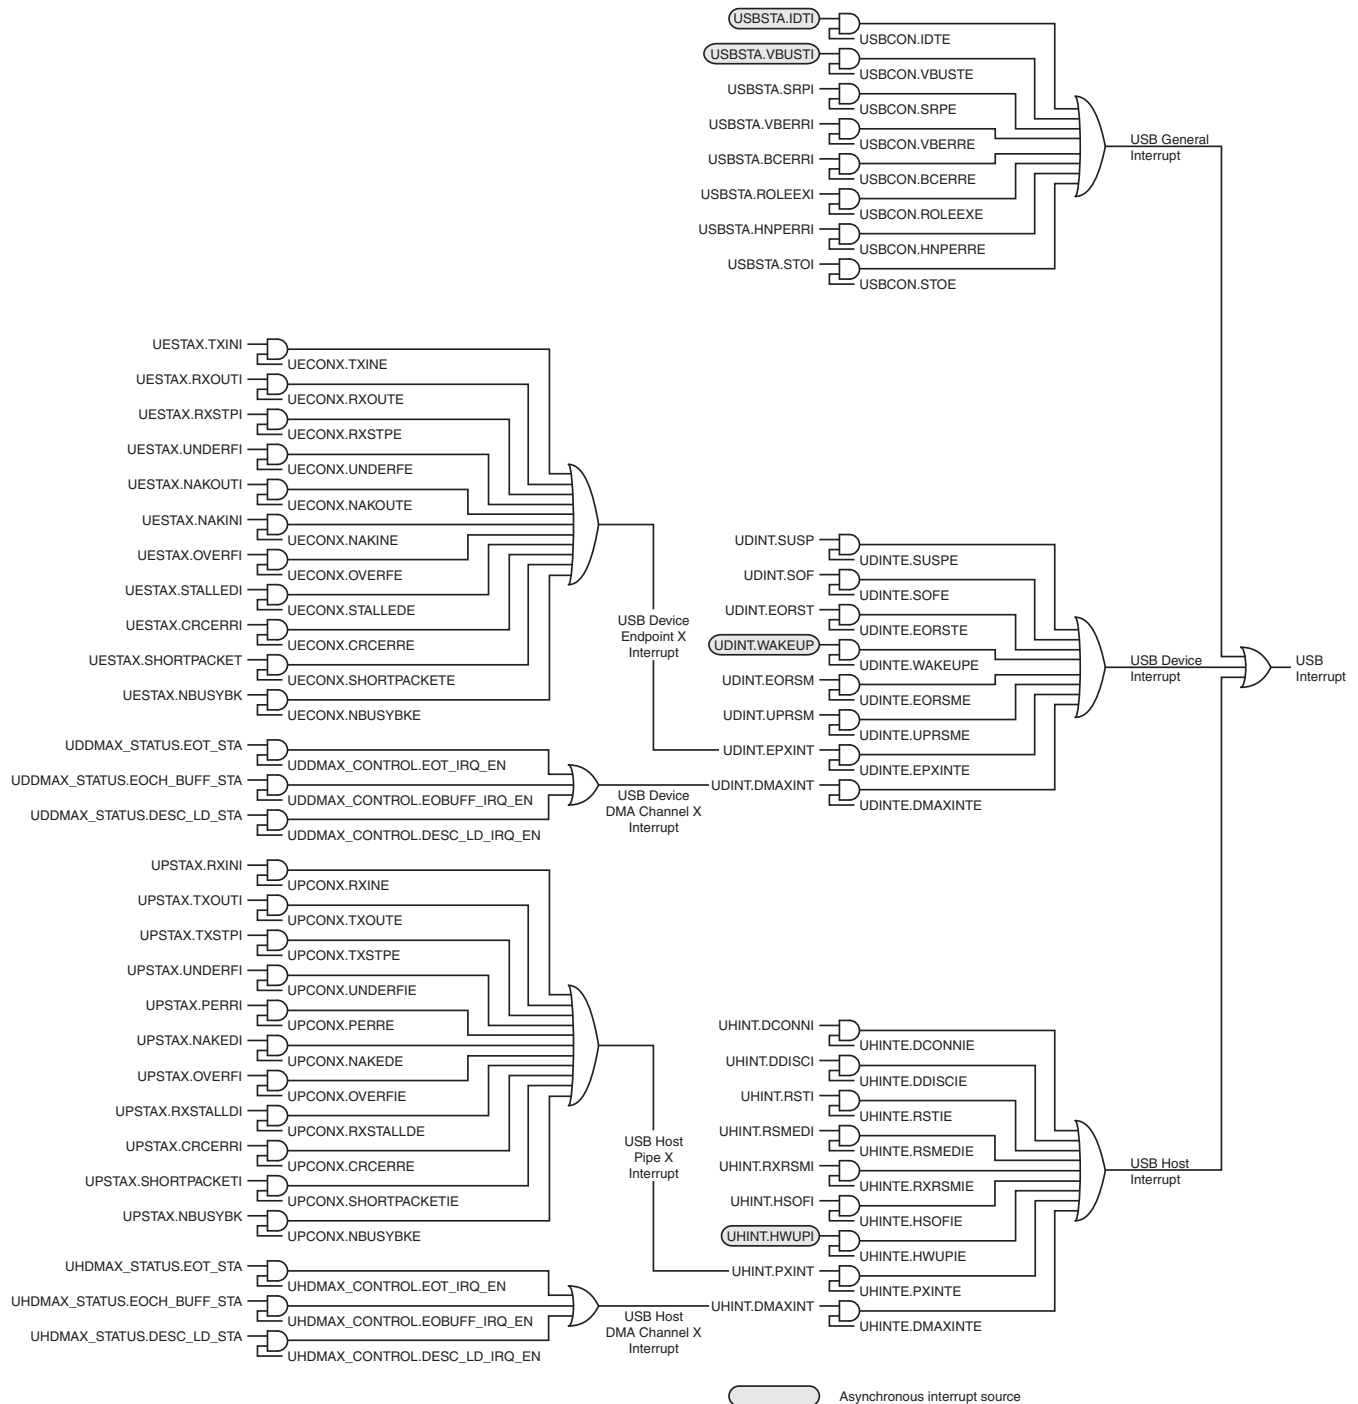 USBSTA.IDTI
USBCON.IDTE
USBSTA.VBUSTI
USBCON.VBUSTE
USBSTA.SRPI
USBCON.SRPE
USBSTA.VBERRI
USBCON.VBERRE
USBSTA.BCERRI
USBCON.BCERRE
USBSTA.ROLEEXI
USBCON.ROLEEXE
USBSTA.HNPERRI
USBCON.HNPERRE
USBSTA.STOI
USBCON.STOE
USB General
Interrupt
UESTAX.TXINI
UECONX.TXINE
UESTAX.RXOUTI
UECONX.RXOUTE
UESTAX.RXSTPI
UECONX.RXSTPE
UESTAX.UNDERFI
UECONX.UNDERFE
UESTAX.NAKOUTI
UECONX.NAKOUTE
UESTAX.NAKINI
UECONX.NAKINE
UESTAX.OVERFI
UECONX.OVERFE
UESTAX.STALLEDI
UECONX.STALLEDE
UESTAX.CRCERRI
UECONX.CRCERRE
UESTAX.SHORTPACKET
UECONX.SHORTPACKETE
UESTAX.NBUSYBK
UECONX.NBUSYBKE
USB Device
Endpoint X
Interrupt
UDDMAX_STATUS.EOT_STA
UDDMAX_CONTROL.EOT_IRQ_EN
UDDMAX_STATUS.EOCH_BUFF_STA
UDDMAX_CONTROL.EOBUFF_IRQ_EN
UDDMAX_STATUS.DESC_LD_STA
UDDMAX_CONTROL.DESC_LD_IRQ_EN
USB Device
DMA Channel X
Interrupt
UDINT.SUSP
UDINTE.SUSPE
UDINT.SOF
UDINTE.SOFE
UDINT.EORST
UDINTE.EORSTE
UDINT.WAKEUP
UDINTE.WAKEUPE
UDINT.EORSM
UDINTE.EORSME
UDINT.UPRSM
UDINTE.UPRSME
UDINT.EPXINT
UDINTE.EPXINTE
UDINT.DMAXINT
UDINTE.DMAXINTE
USB Device
Interrupt
USB
Interrupt
UPSTAX.RXINI
UPCONX.RXINE
UPSTAX.TXOUTI
UPCONX.TXOUTE
UPSTAX.TXSTPI
UPCONX.TXSTPE
UPSTAX.UNDERFI
UPCONX.UNDERFIE
UPSTAX.PERRI
UPCONX.PERRE
UPSTAX.NAKEDI
UPCONX.NAKEDE
UPSTAX.OVERFI
UPCONX.OVERFIE
UPSTAX.RXSTALLDI
UPCONX.RXSTALLDE
UPSTAX.CRCERRI
UPCONX.CRCERRE
UPSTAX.SHORTPACKETI
UPCONX.SHORTPACKETIE
UPSTAX.NBUSYBK
UPCONX.NBUSYBKE
USB Host
Pipe X
Interrupt
UHDMAX_STATUS.EOT_STA
UHDMAX_CONTROL.EOT_IRQ_EN
UHDMAX_STATUS.EOCH_BUFF_STA
UHDMAX_CONTROL.EOBUFF_IRQ_EN
UHDMAX_STATUS.DESC_LD_STA
UHDMAX_CONTROL.DESC_LD_IRQ_EN
USB Host
DMA Channel X
Interrupt
UHINT.DCONNI
UHINTE.DCONNIE
UHINT.DDISCI
UHINTE.DDISCIE
UHINT.RSTI
UHINTE.RSTIE
UHINT.RSMEDI
UHINTE.RSMEDIE
UHINT.RXRSMI
UHINTE.RXRSMIE
UHINT.HSOFI
UHINTE.HSOFIE
UHINT.HWUPI
UHINTE.HWUPIE
UHINT.PXINT
UHINTE.PXINTE
UHINT.DMAXINT
UHINTE.DMAXINTE
USB Host
Interrupt
Asynchronous interrupt source